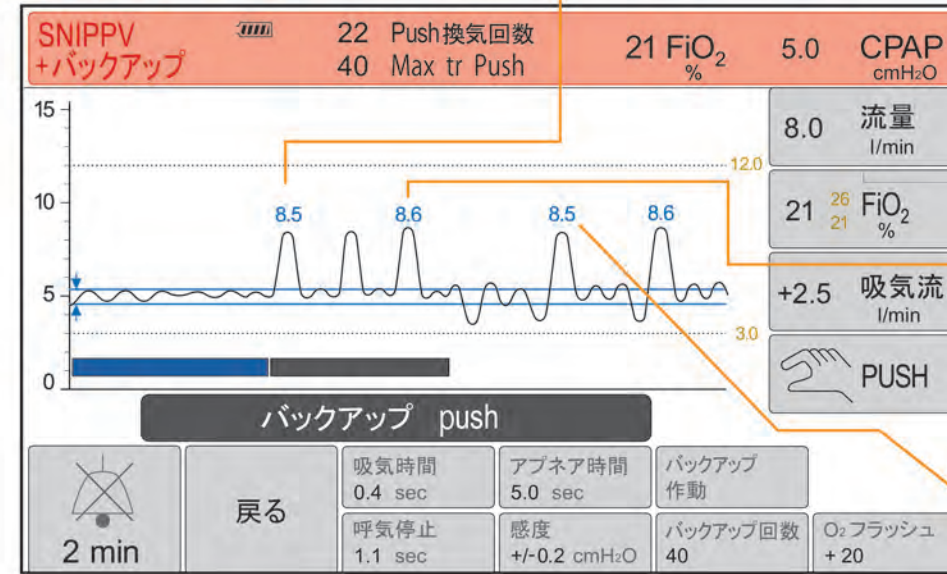 SNIPPV
+バックアップ
22 Push換気回数
40 Max tr Push
21 FiO2
%
5.0 CPAP
cmH2O
15
10
5
0
12.0
3.0
8.5
8.6
8.5
8.6
8.0 流量
l/min
21 26 21 FiO2
%
+2.5 吸気流
l/min
PUSH
バックアップ push
2 min
戻る
吸気時間
0.4 sec
アプネア時間
5.0 sec
バックアップ
作動
呼気停止
1.1 sec
感度
+/-0.2 cmH2O
バックアップ回数
40
O2フラッシュ
+ 20